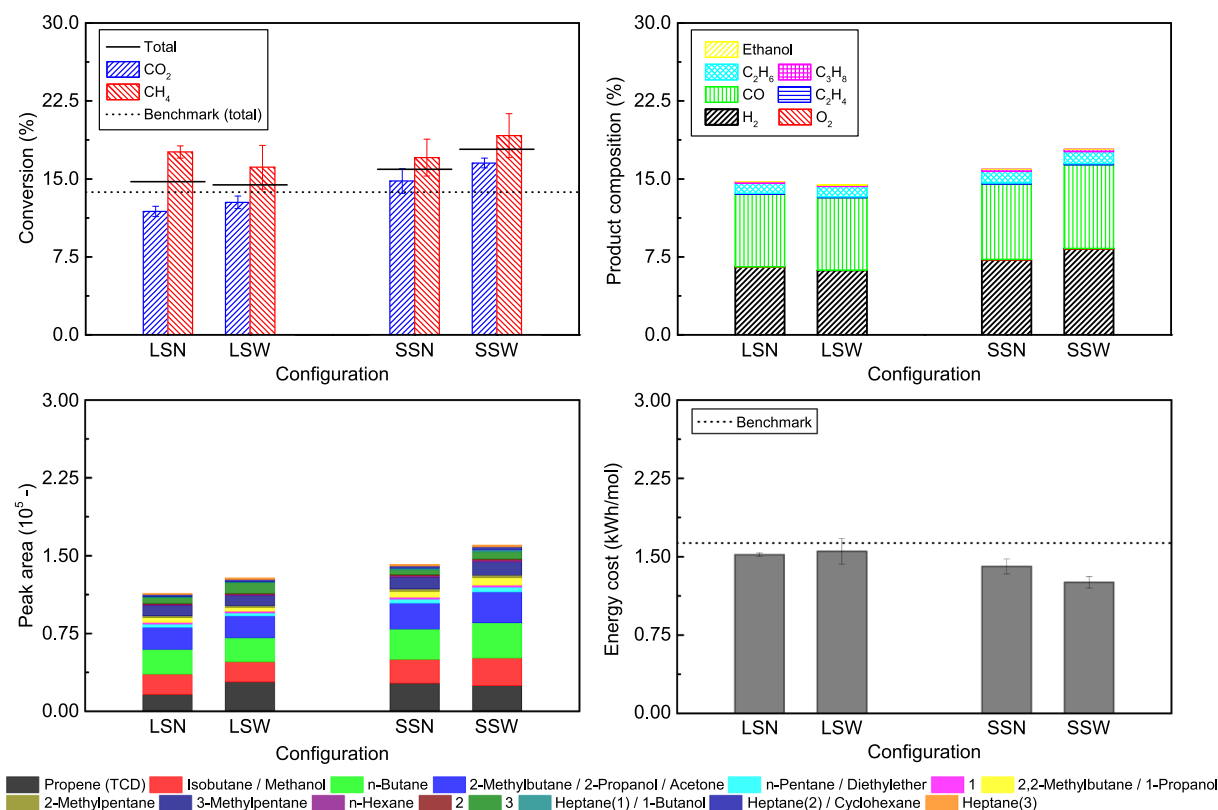 30.0
22.5
15.0
7.5
0.0
Conversion (%)
Total
CO2
CH4
Benchmark (total)
LSN LSW SSN SSW
Configuration
30.0
22.5
15.0
7.5
0.0
Product composition (%)
Ethanol
C2H6 C3H8
CO C2H4
H2 O2
LSN LSW SSN SSW
Configuration
3.00
2.25
1.50
0.75
0.00
Peak area (10^5 -)
LSN LSW SSN SSW
Configuration
3.00
2.25
1.50
0.75
0.00
Energy cost (kWh/mol)
Benchmark
LSN LSW SSN SSW
Configuration
Propene (TCD) Isobutane / Methanol n-Butane 2-Methylbutane / 2-Propanol / Acetone n-Pentane / Diethylether 1 2,2-Methylbutane / 1-Propanol
2-Methylpentane 3-Methylpentane n-Hexane 2 3 Heptane(1) / 1-Butanol Heptane(2) / Cyclohexane Heptane(3)